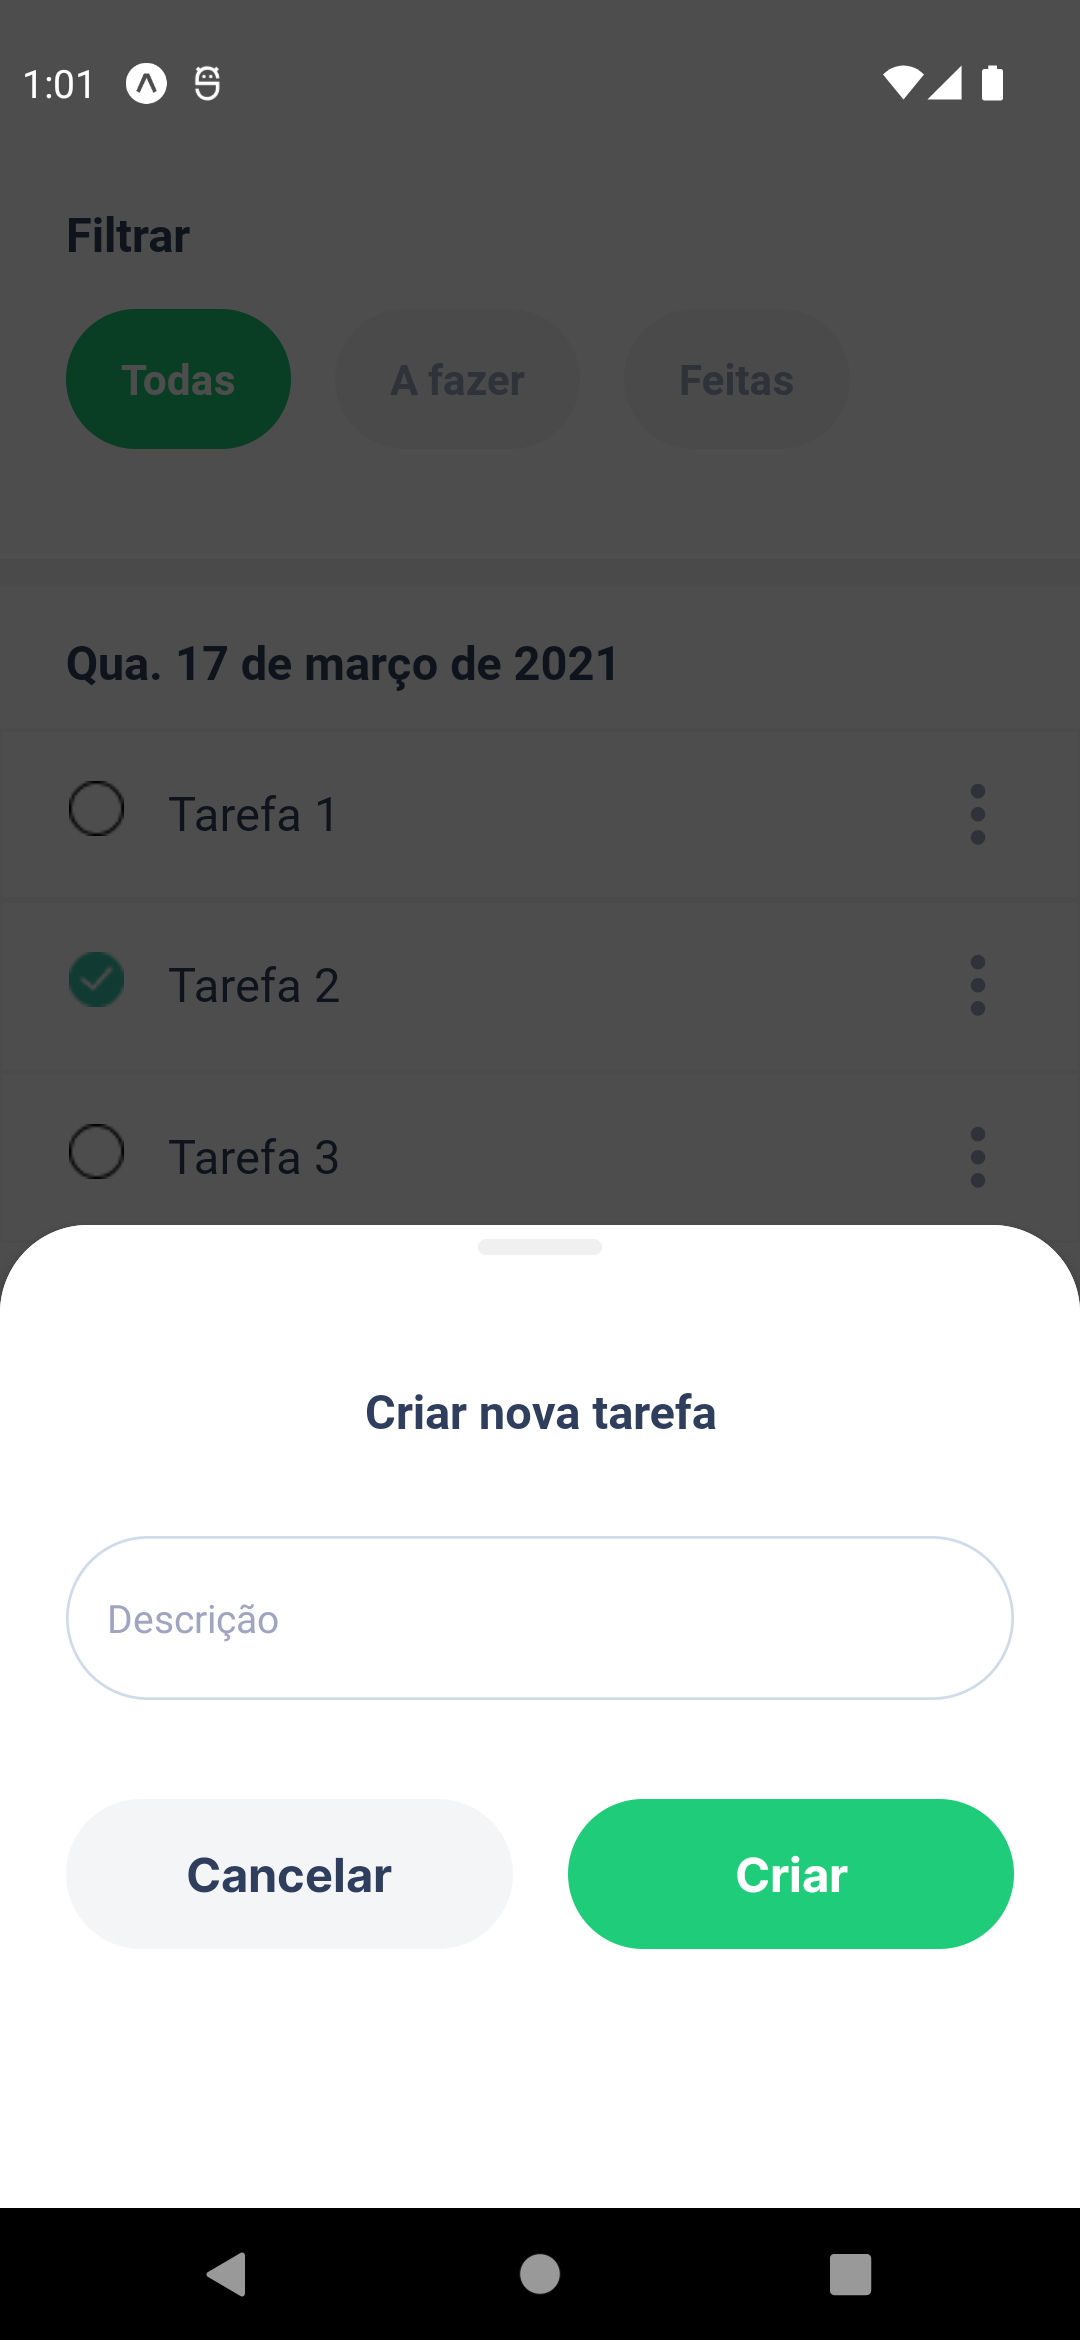 1:01
Filtrar
Todas A fazer Feitas
Qua. 17 de março de 2021
Tarefa 1
Tarefa 2
Tarefa 3
Criar nova tarefa
Descrição
Cancelar Criar